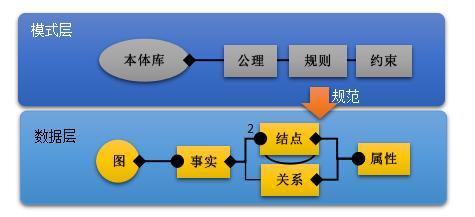 模式层
本体库 公理 规则 约束
规范
数据层
2
图 事实 结点 属性
关系